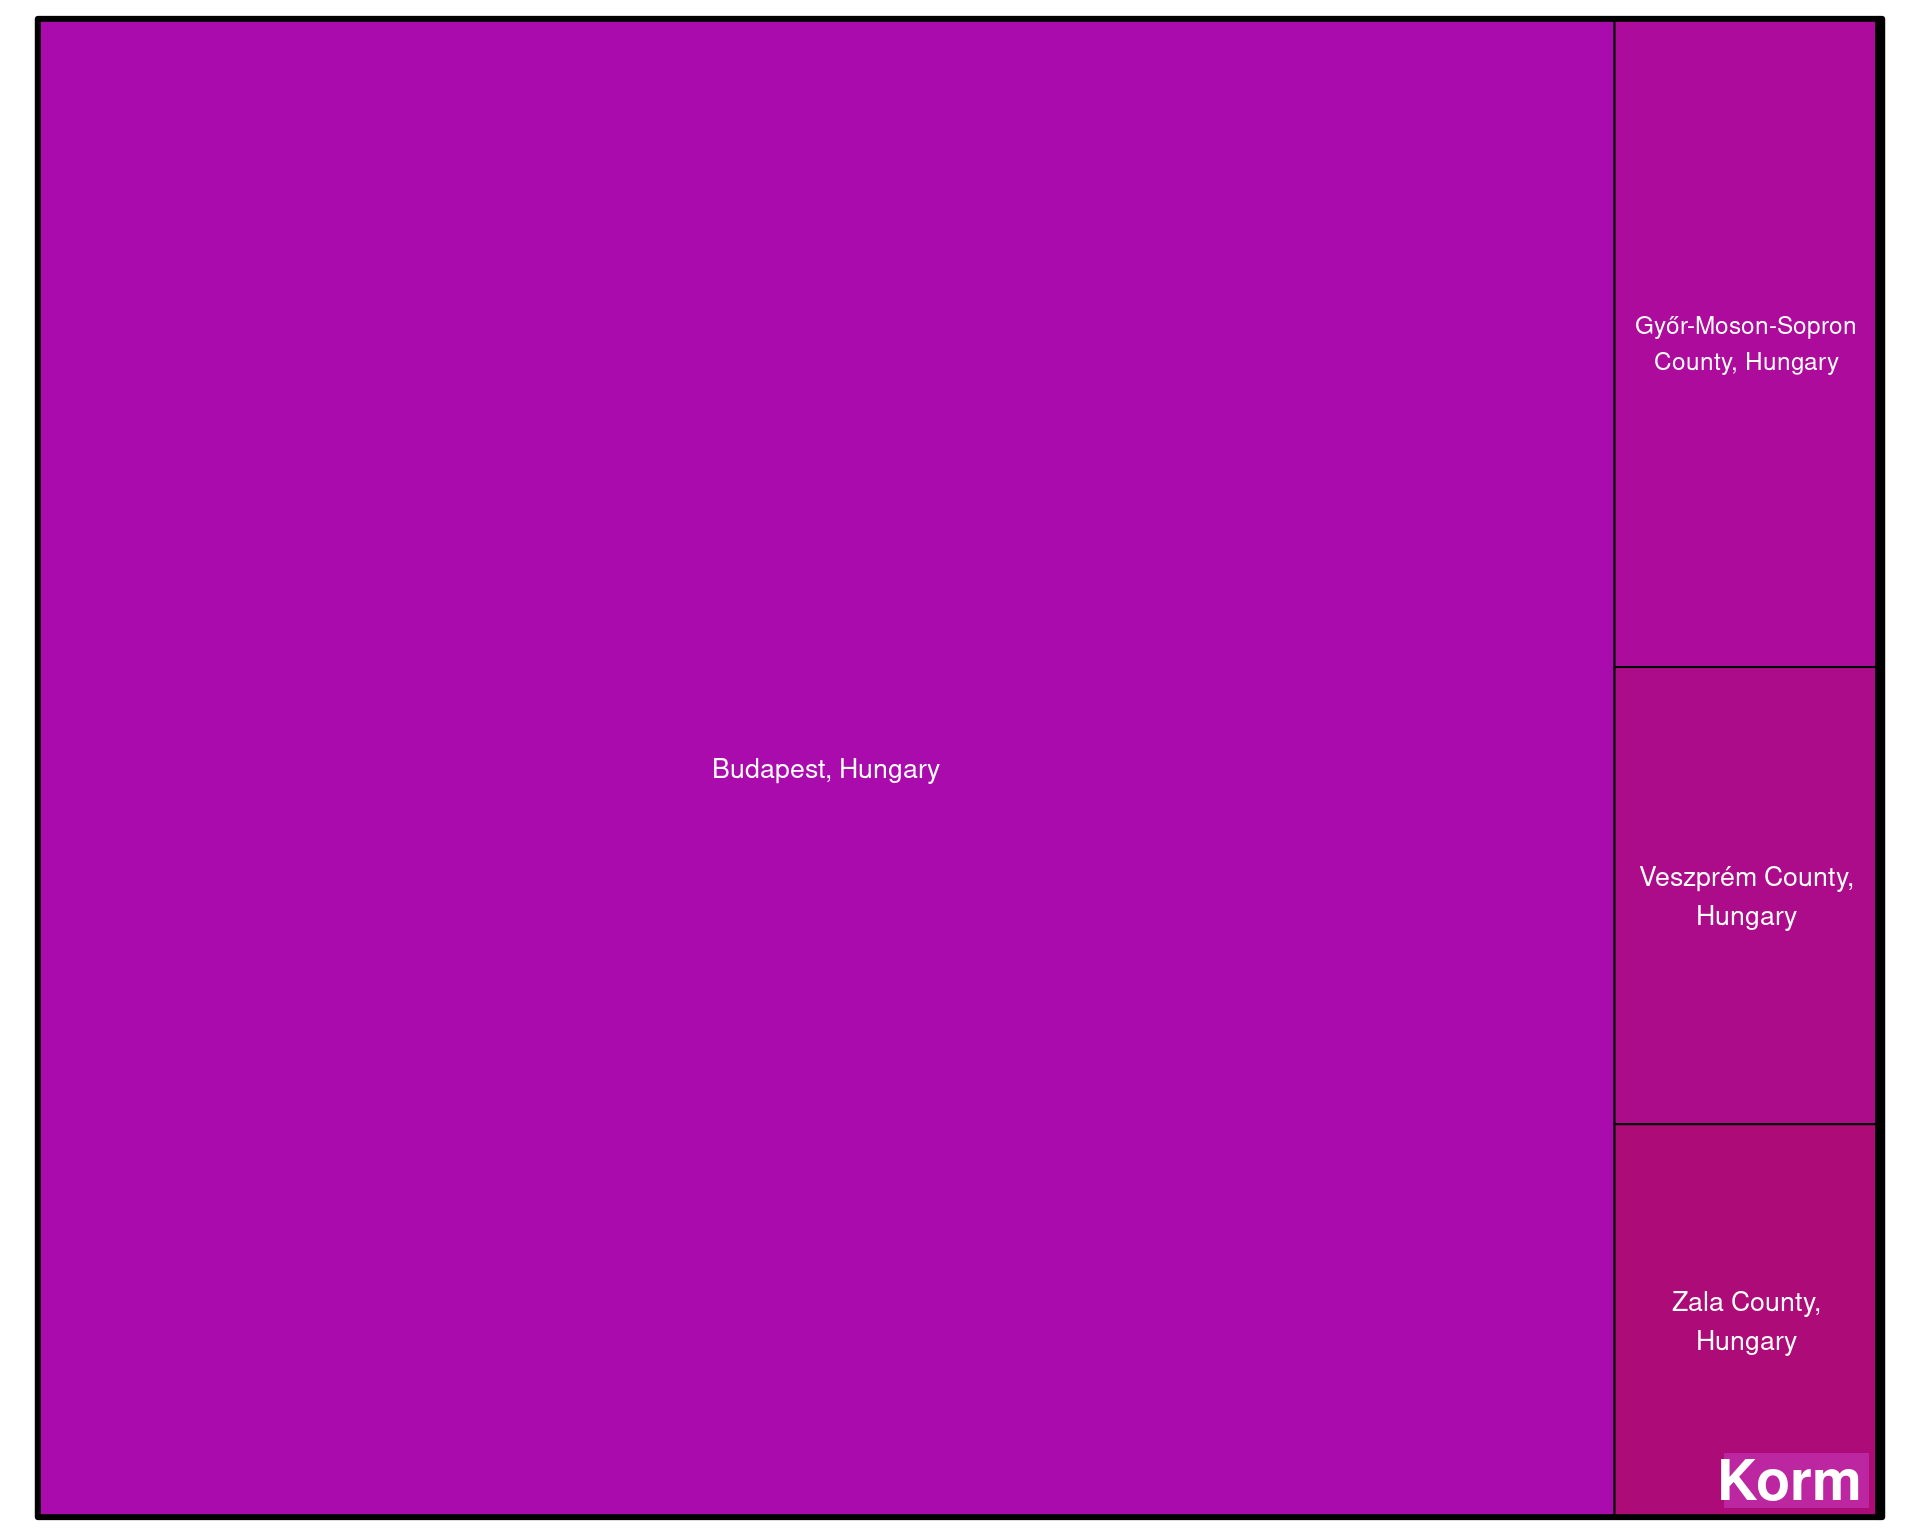 Budapest, Hungary
Győr-Moson-Sopron
County, Hungary
Veszprém County,
Hungary
Zala County,
Hungary
Korm